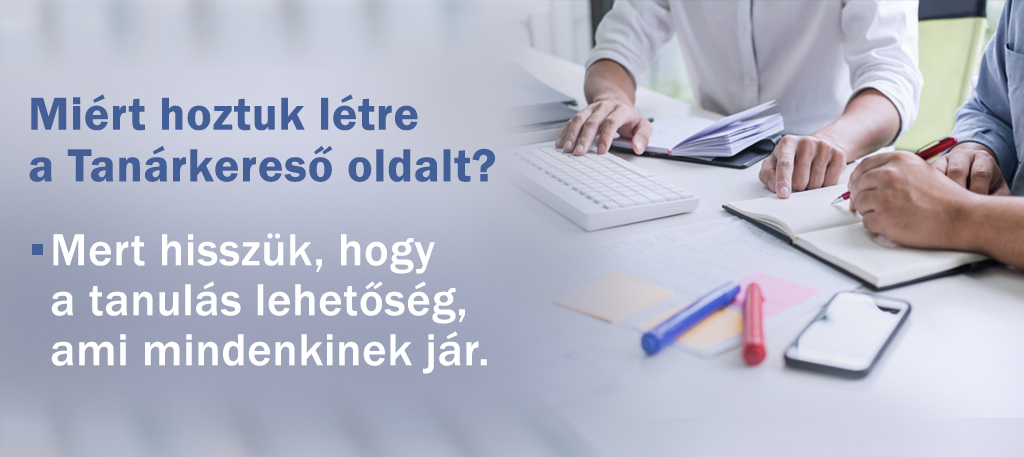 Miért hoztuk létre
a Tanárkereső oldalt?
▪ Mert hisszük, hogy
a tanulás lehetőség,
ami mindenkinek jár.